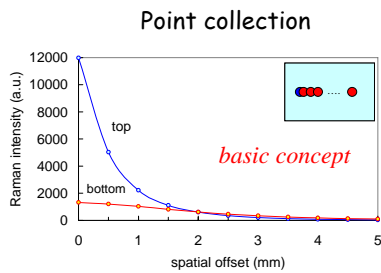 Point collection
12000
10000
8000
6000
4000
2000
0
Raman intensity (a.u.)
top
bottom
....
basic concept
0 1 2 3 4 5
spatial offset (mm)